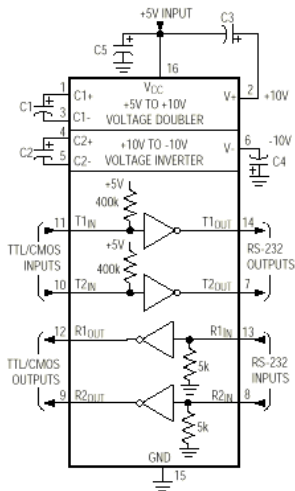 +5V INPUT
C3
C5
16
1
C1+
VCC
V+
2
+10V
C1
+5V TO +10V
3
C1-
VOLTAGE DOUBLER
4
C2+
+10V TO -10V
V-
6
-10V
C2
5
C2-
VOLTAGE INVERTER
C4
+5V
400k
11
T1IN
T1OUT
14
TTL/CMOS
INPUTS
+5V
400k
RS-232
OUTPUTS
10
T2IN
T2OUT
7
12
R1OUT
R1IN
13
TTL/CMOS
OUTPUTS
5k
RS-232
INPUTS
9
R2OUT
R2IN
8
5k
GND
15